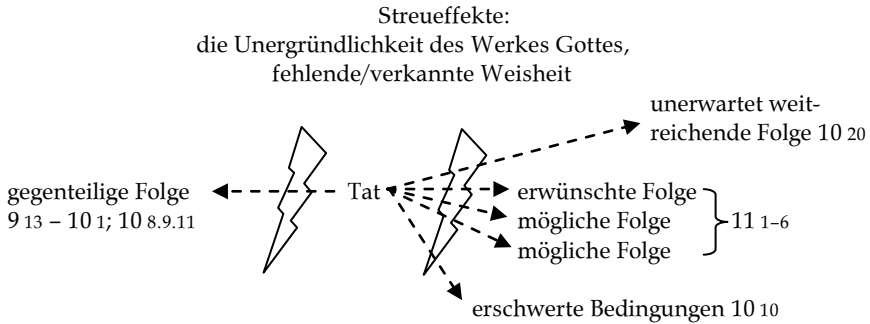 Streueffekte:
die Unergründlichkeit des Werkes Gottes,
fehlende/verkannte Weisheit
unerwartet weit-
reichende Folge 10 20
gegenteilige Folge
9 13 – 10 1; 10 8.9.11
Tat
erwünschte Folge
mögliche Folge
mögliche Folge
11 1–6
erschwerte Bedingungen 10 10